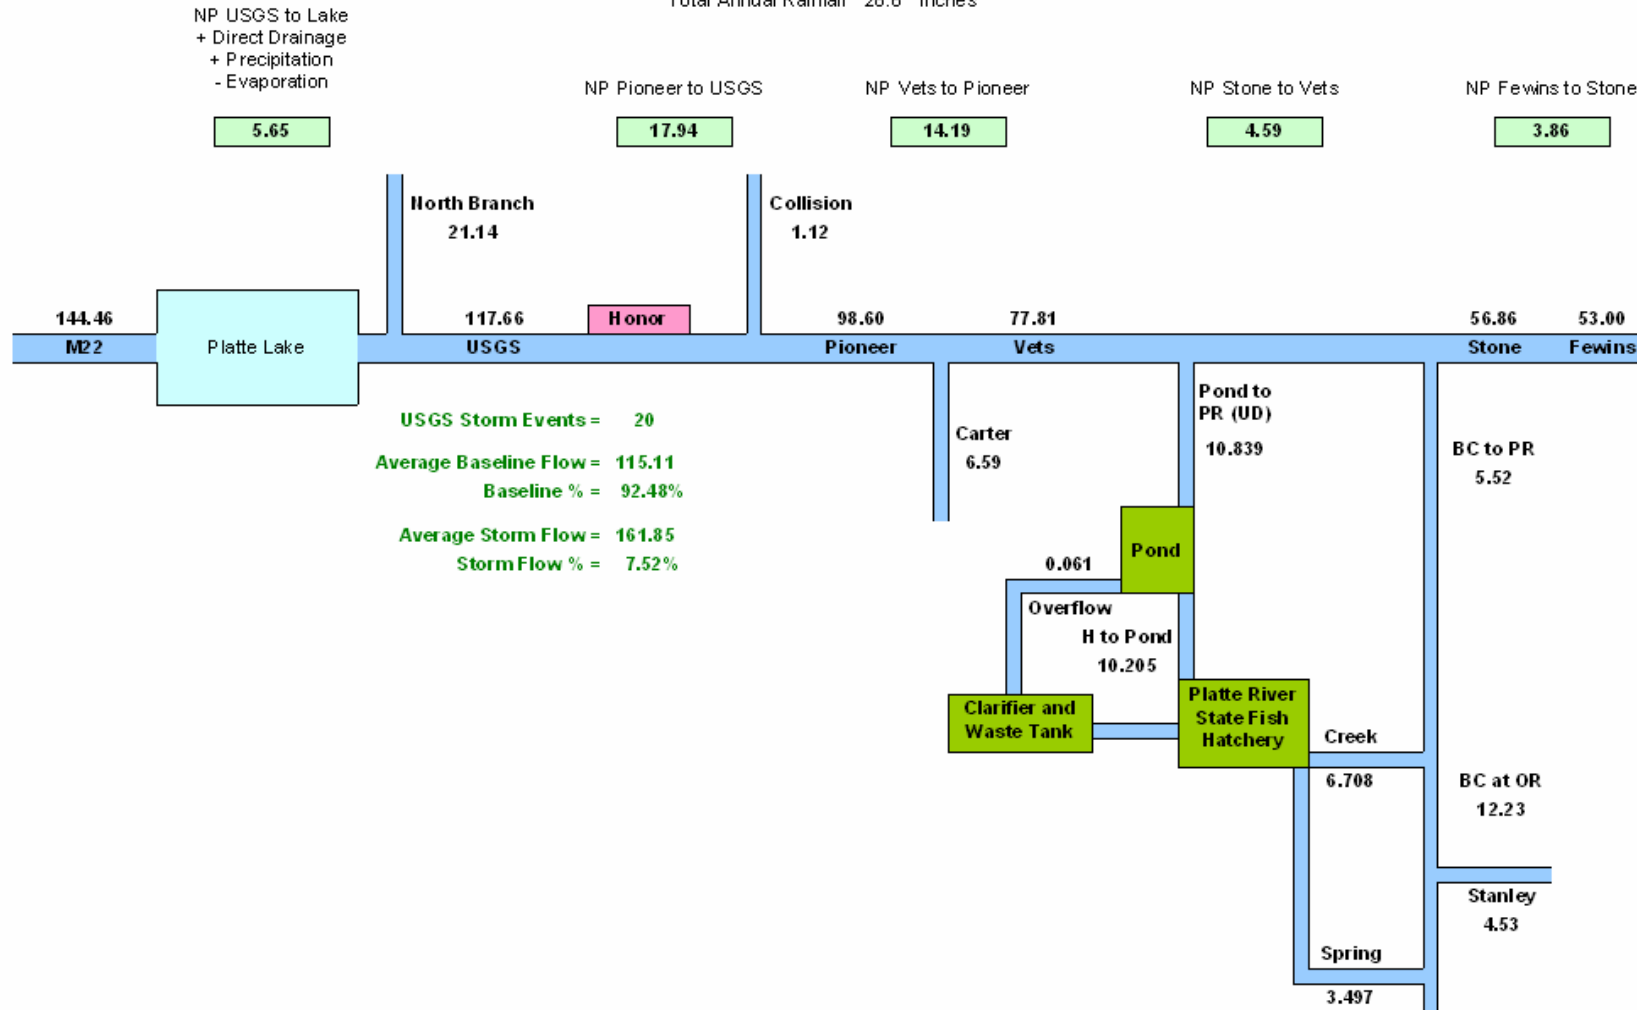 Total Annual Rainfall 28.8 Inches
NP USGS to Lake
+ Direct Drainage
+ Precipitation
- Evaporation
NP Pioneer to USGS
NP Vets to Pioneer
NP Stone to Vets
NP Fewins to Stone
5.65
17.94
14.19
4.59
3.86
North Branch
21.14
Collision
1.12
144.46
117.66
Honor
98.60
77.81
56.86
53.00
M22
Platte Lake
USGS
Pioneer
Vets
Stone
Fewins
USGS Storm Events = 20
Average Baseline Flow = 115.11
Baseline % = 92.48%
Average Storm Flow = 161.85
Storm Flow % = 7.52%
Carter
6.59
Pond to
PR (UD)
10.839
BC to PR
5.52
Pond
0.061
Overflow
H to Pond
10.205
Clarifier and
Waste Tank
Platte River
State Fish
Hatchery
Creek
6.708
BC at OR
12.23
Stanley
4.53
Spring
3.497